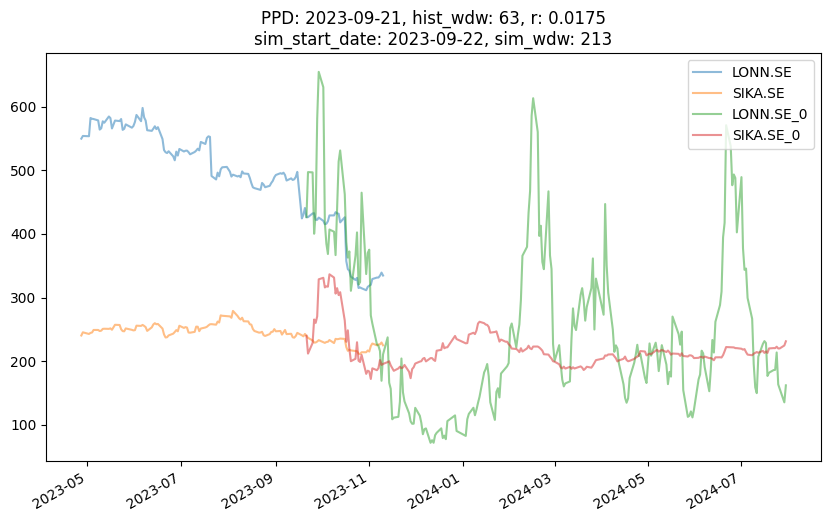 PPD: 2023-09-21, hist_wdw: 63, r: 0.0175
sim_start_date: 2023-09-22, sim_wdw: 213
LONN.SE
SIKA.SE
LONN.SE_0
SIKA.SE_0
600
500
400
300
200
100
2023-05
2023-07
2023-09
2023-11
2024-01
2024-03
2024-05
2024-07